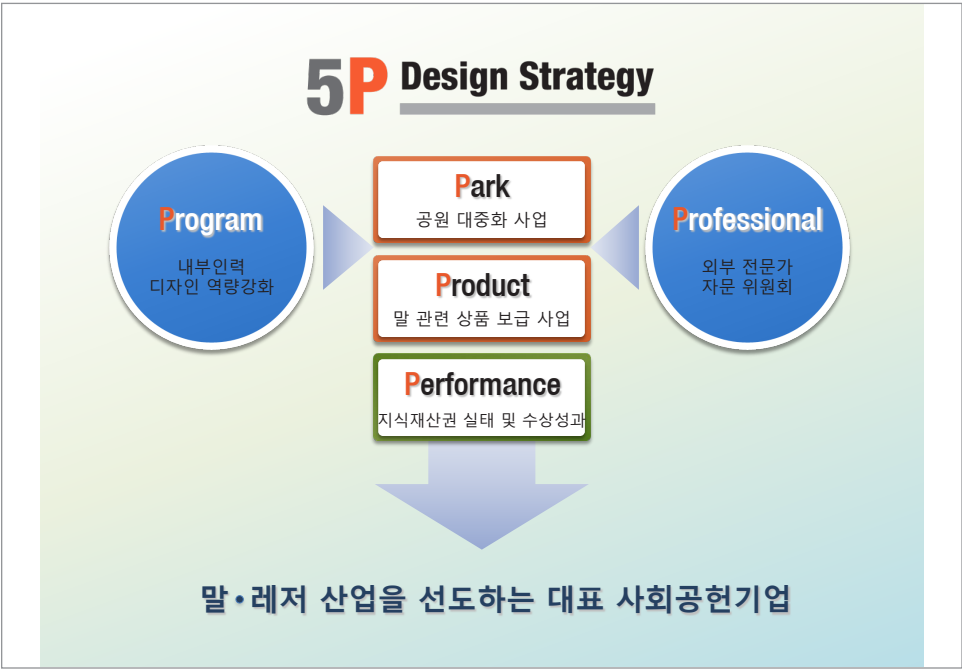 5P Design Strategy
Program
내부인력
디자인 역량강화
Park
공원 대중화 사업
Product
말 관련 상품 보급 사업
Performance
지식재산권 실태 및 수상성과
Professional
외부 전문가
자문 위원회
말•레저 산업을 선도하는 대표 사회공헌기업